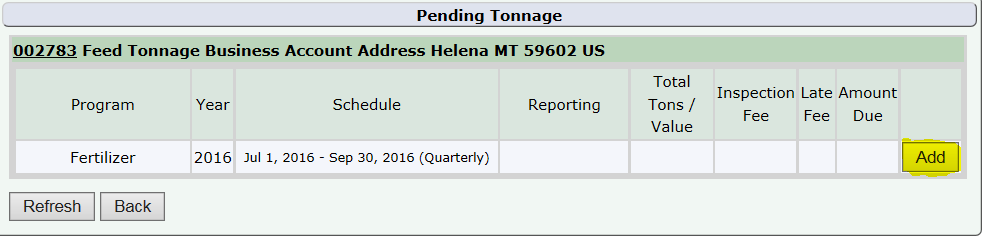 Pending Tonnage
002783 Feed Tonnage Business Account Address Helena MT 59602 US
Program Year Schedule Reporting Total Tons / Value Inspection Fee Late Fee Amount Due
Fertilizer 2016 Jul 1, 2016 - Sep 30, 2016 (Quarterly) Add
Refresh Back